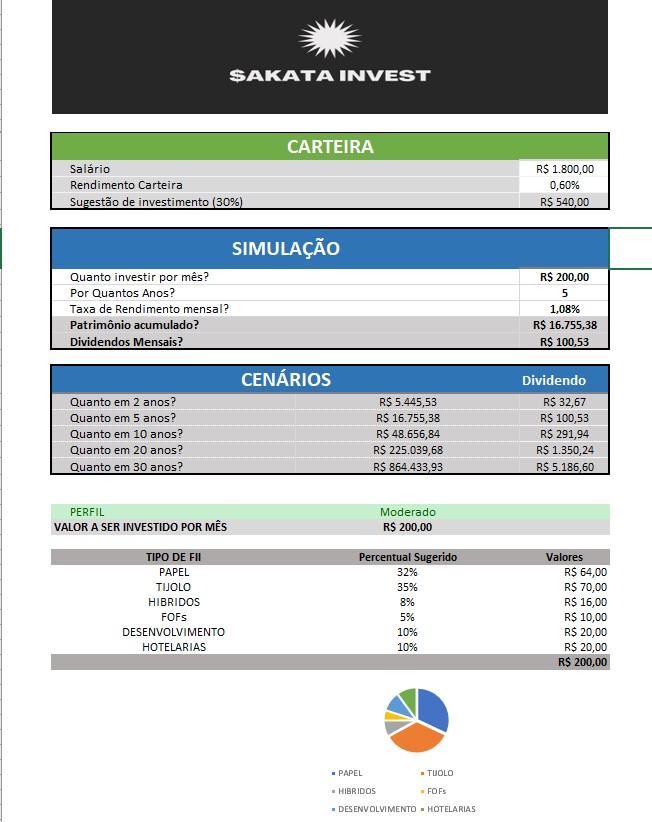 $AKATA INVEST
CARTEIRA
Salário R$ 1.800,00
Rendimento Carteira 0,60%
Sugestão de investimento (30%) R$ 540,00
SIMULAÇÃO
Quanto investir por mês? R$ 200,00
Por Quantos Anos? 5
Taxa de Rendimento mensal? 1,08%
Patrimônio acumulado? R$ 16.755,38
Dividendos Mensais? R$ 100,53
CENÁRIOS Dividendo
Quanto em 2 anos? R$ 5.445,53 R$ 32,67
Quanto em 5 anos? R$ 16.755,38 R$ 100,53
Quanto em 10 anos? R$ 48.656,84 R$ 291,94
Quanto em 20 anos? R$ 225.039,68 R$ 1.350,24
Quanto em 30 anos? R$ 864.433,93 R$ 5.186,60
PERFIL Moderado
VALOR A SER INVESTIDO POR MÊS R$ 200,00
TIPO DE FII Percentual Sugerido Valores
PAPEL 32% R$ 64,00
TIJOLO 35% R$ 70,00
HIBRIDOS 8% R$ 16,00
FOFs 5% R$ 10,00
DESENVOLVIMENTO 10% R$ 20,00
HOTELARIAS 10% R$ 20,00
R$ 200,00
PAPEL TIJOLO
HIBRIDOS FOFs
DESENVOLVIMENTO HOTELARIAS